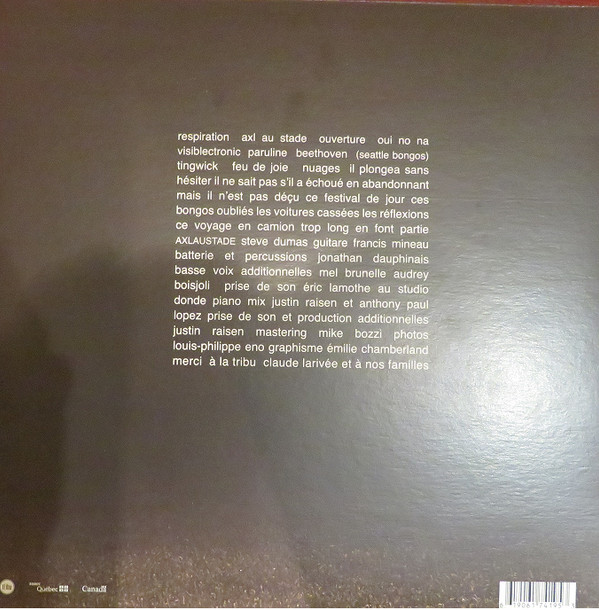 respiration axl au stade ouverture oui no na
visiblectronic paruline beethoven (seattle bongos)
tingwick feu de joie nuages il plongea sans
hésiter il ne sait pas s'il a échoué en abandonnant
mais il n'est pas déçu ce festival de jour ces
bongos oubliés les voitures cassées les réflexions
ce voyage en camion trop long en font partie
AXLAUSTADE steve dumas guitare francis mineau
batterie et percussions jonathan dauphinais
basse voix additionnelles mel brunelle audrey
boisjoli prise de son éric lamothe au studio
donde piano mix justin raisen et anthony paul
lopez prise de son et production additionnelles
justin raisen mastering mike bozzi photos
louis-philippe eno graphisme émilie chamberland
merci à la tribu claude larivée et à nos familles
Québec Canada